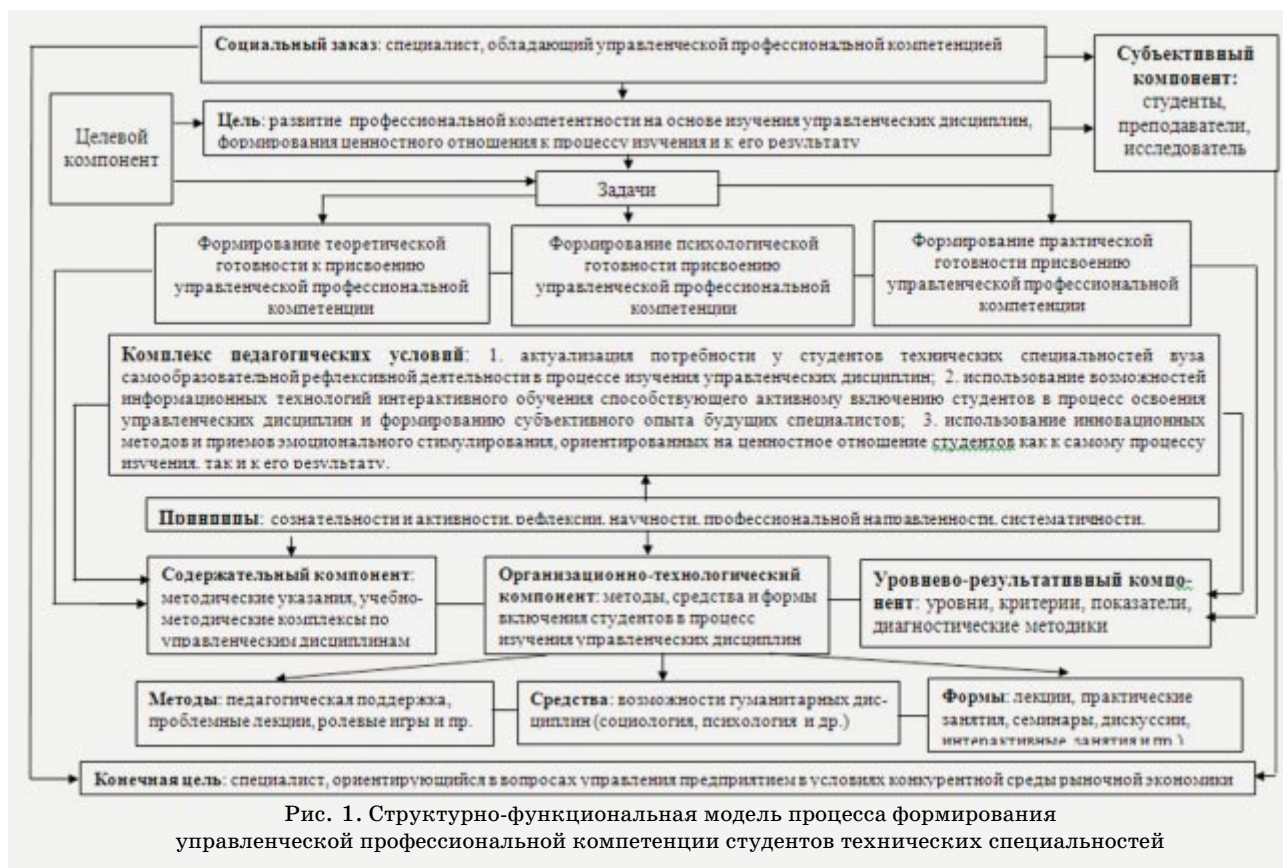 Социальный заказ: специалист, обладающий управленческой профессиональной компетенцией
Субъективный
компонент:
студенты,
преподаватели,
исследователь
Целевой
компонент
Цель: развитие профессиональной компетентности на основе изучения управленческих дисциплин,
формирования ценностного отношения к процессу изучения и к его результату
Задачи
Формирование теоретической
готовности к присвоению
управленческой профессиональной
компетенции
Формирование психологической
готовности присвоению
управленческой профессиональной
компетенции
Формирование практической
готовности присвоению
управленческой профессиональной
компетенции
Комплекс педагогических условий: 1. актуализация потребности у студентов технических специальностей вуза
самообразовательной рефлексивной деятельности в процессе изучения управленческих дисциплин; 2. использование возможностей
информационных технологий интерактивного обучения способствующего активному включению студентов в процесс освоения
управленческих дисциплин и формированию субъективного опыта будущих специалистов; 3. использование инновационных
методов и приемов эмоционального стимулирования, ориентированных на ценностное отношение студентов как к самому процессу
изучения, так и к его результату.
Принципы: сознательности и активности, рефлексии, научности, профессиональной направленности, систематичности.
Содержательный компонент:
методические указания, учебно-
методические комплексы по
управленческим дисциплинам
Организационно-технологический
компонент: методы, средства и формы
включения студентов в процесс
изучения управленческих дисциплин
Уровнево-результативный компо-
нент: уровни, критерии, показатели,
диагностические методики
Методы: педагогическая поддержка,
проблемные лекции, ролевые игры и пр.
Средства: возможности гуманитарных дис-
циплин (социология, психология и др.)
Формы: лекции, практические
занятия, семинары, дискуссии,
интерактивные занятия и пр.)
Конечная цель: специалист, ориентирующийся в вопросах управления предприятием в условиях конкурентной среды рыночной экономики
Рис. 1. Структурно-функциональная модель процесса формирования
управленческой профессиональной компетенции студентов технических специальностей